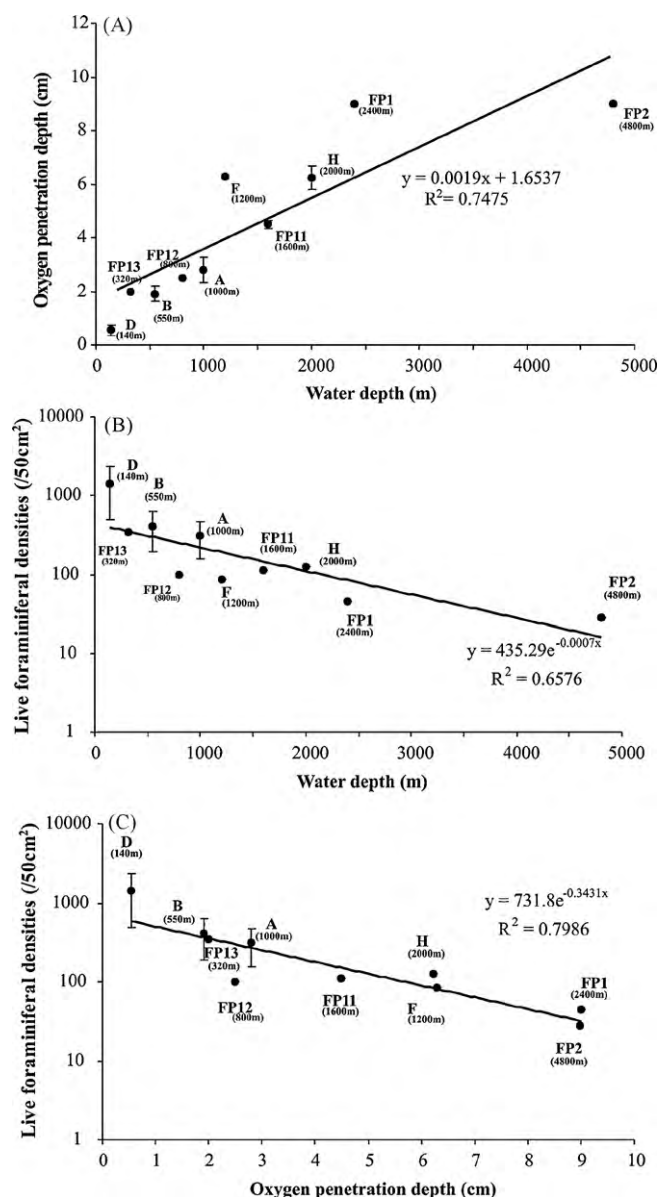 (A)
12
10
8
6
4
2
0
Oxygen penetration depth (cm)
FP1
(2400m)
FP2
(4800m)
H
(2000m)
F
(1200m)
y = 0.0019x + 1.6537
R²= 0.7475
FP11
(1600m)
FP12
(800m)
FP13
(320m)
A
(1000m)
B
(550m)
D
(140m)
0 1000 2000 3000 4000 5000
Water depth (m)
(B)
10000
1000
100
10
1
Live foraminiferal densities (/50cm²)
D
(140m)
B
(550m)
A
(1000m)
FP11
(1600m)
H
(2000m)
FP13
(320m)
FP12
(800m)
F
(1200m)
FP1
(2400m)
FP2
(4800m)
y = 435.29e^-0.0007x
R² = 0.6576
0 1000 2000 3000 4000 5000
Water depth (m)
(C)
10000
1000
100
10
1
Live foraminiferal densities (/50cm²)
D
(140m)
B
(550m)
A
(1000m)
FP13
(320m)
FP12
(800m)
FP11
(1600m)
H
(2000m)
F
(1200m)
FP1
(2400m)
FP2
(4800m)
y = 731.8e^-0.3431x
R² = 0.7986
0 1 2 3 4 5 6 7 8 9 10
Oxygen penetration depth (cm)